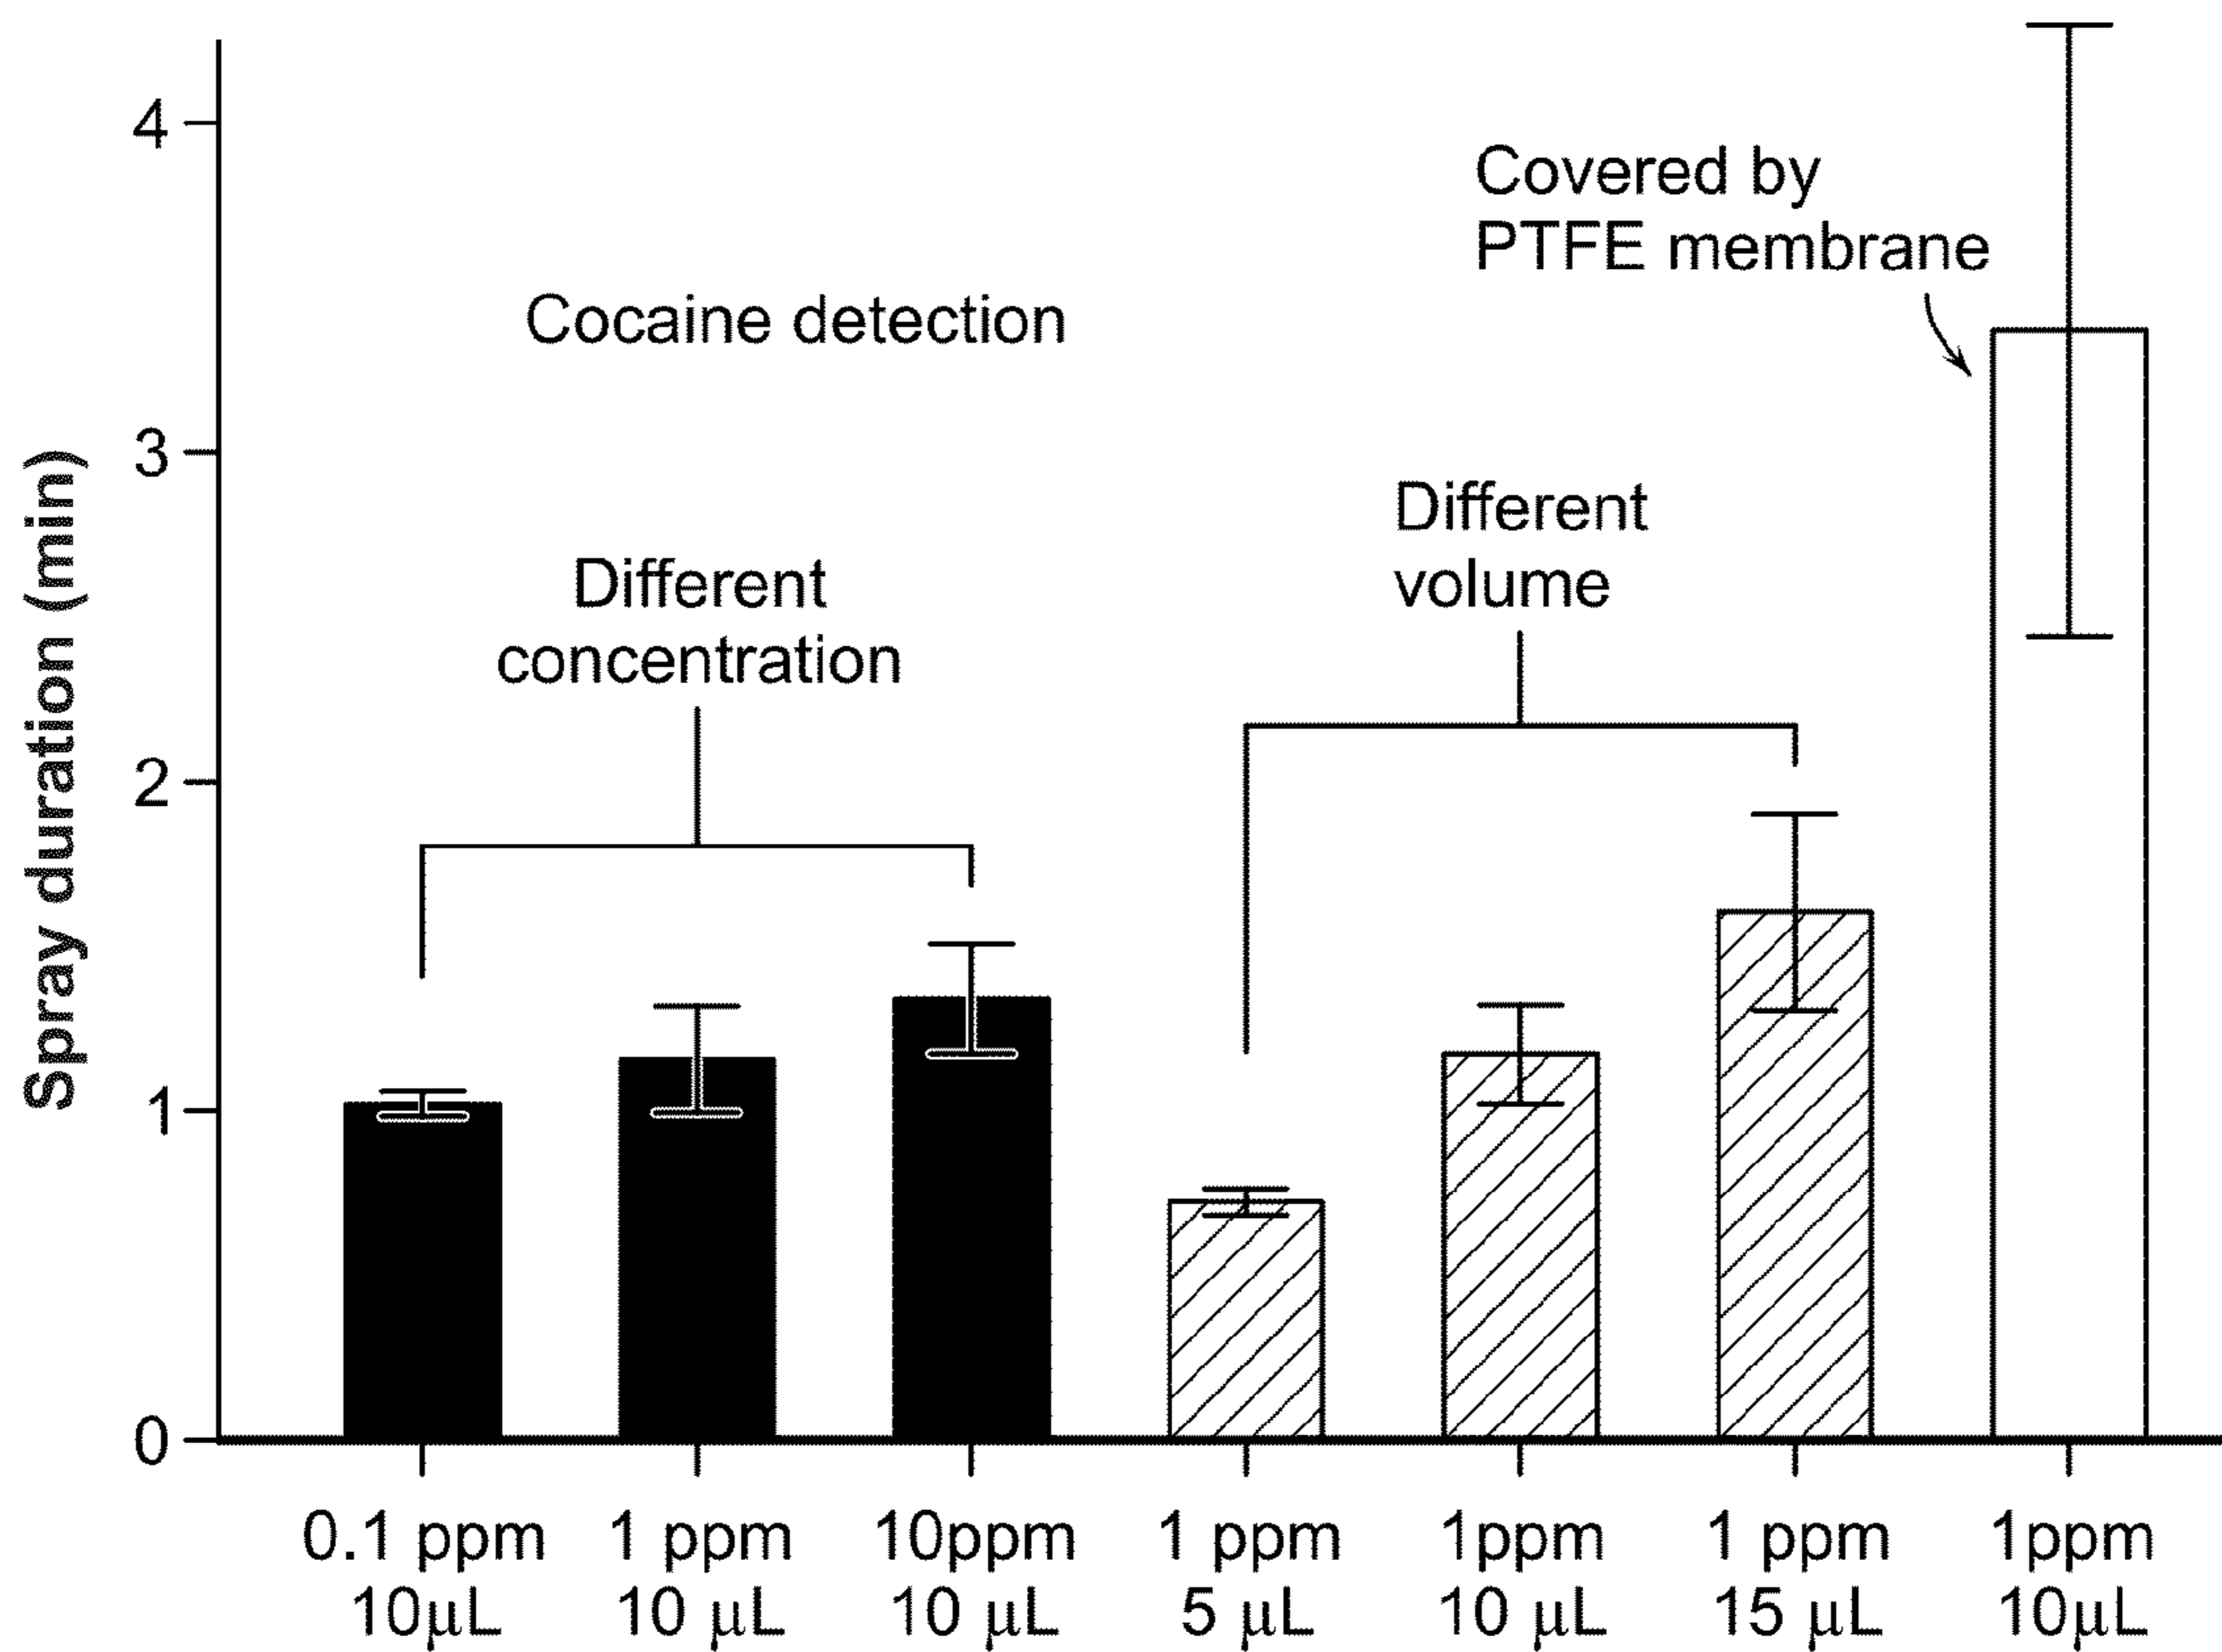 4
3
2
1
0
Spray duration (min)
Cocaine detection
Different
concentration
Different
volume
Covered by
PTFE membrane
0.1 ppm
10µL
1 ppm
10 µL
10ppm
10 µL
1 ppm
5 µL
1ppm
10 µL
1 ppm
15 µL
1ppm
10µL